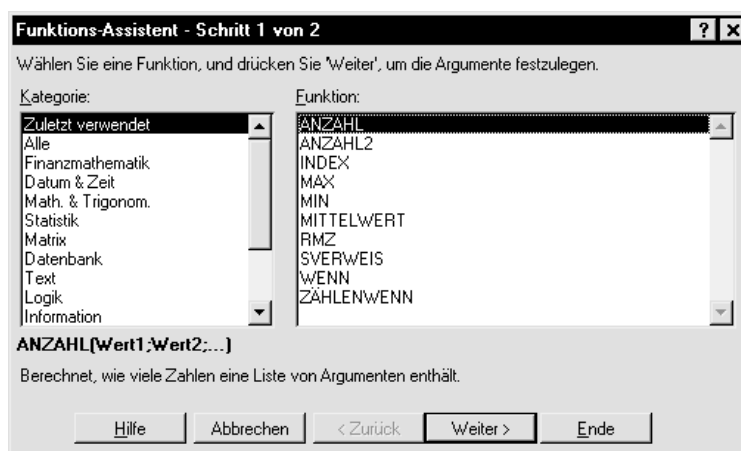 Funktions-Assistent - Schritt 1 von 2
Wählen Sie eine Funktion, und drücken Sie 'Weiter', um die Argumente festzulegen.
Kategorie:
Zuletzt verwendet
Alle
Finanzmathematik
Datum & Zeit
Math. & Trigonom.
Statistik
Matrix
Datenbank
Text
Logik
Information
Funktion:
ANZAHL
ANZAHL2
INDEX
MAX
MIN
MITTELWERT
RMZ
SVERWEIS
WENN
ZÄHLENWENN
ANZAHL(Wert1;Wert2;...)
Berechnet, wie viele Zahlen eine Liste von Argumenten enthält.
Hilfe Abbrechen < Zurück Weiter > Ende